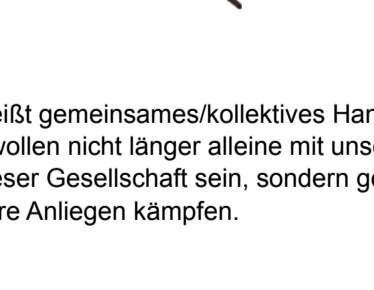 eißt gemeinsames/kollektives Han
wollen nicht länger alleine mit uns
eser Gesellschaft sein, sondern ge
re Anliegen kämpfen.